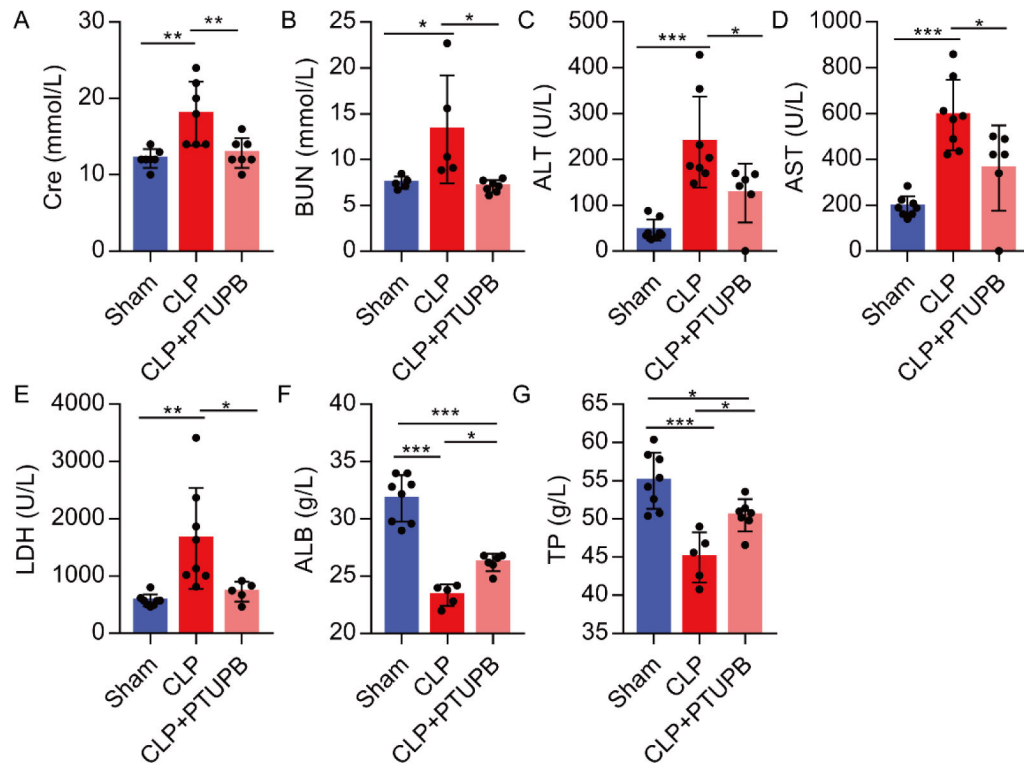 A
Cre (mmol/L)
30
20
10
0
** **
Sham
CLP
CLP+PTUPB
B
BUN (mmol/L)
25
20
15
10
5
0
* *
Sham
CLP
CLP+PTUPB
C
ALT (U/L)
500
400
300
200
100
0
*** *
Sham
CLP
CLP+PTUPB
D
AST (U/L)
1000
800
600
400
200
0
*** *
Sham
CLP
CLP+PTUPB
E
LDH (U/L)
4000
3000
2000
1000
0
** *
Sham
CLP
CLP+PTUPB
F
ALB (g/L)
40
35
30
25
20
***
*** *
Sham
CLP
CLP+PTUPB
G
TP (g/L)
65
60
55
50
45
40
35
*
*** *
Sham
CLP
CLP+PTUPB